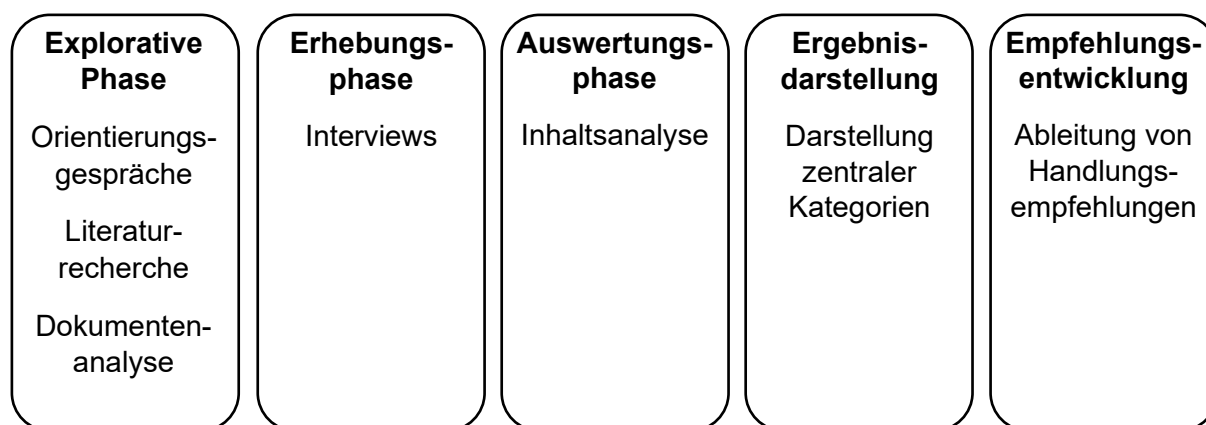 Explorative
Phase
Orientierungs-
gespräche
Literatur-
recherche
Dokumenten-
analyse
Erhebungs-
phase
Interviews
Auswertungs-
phase
Inhaltsanalyse
Ergebnis-
darstellung
Darstellung
zentraler
Kategorien
Empfehlungs-
entwicklung
Ableitung von
Handlungs-
empfehlungen